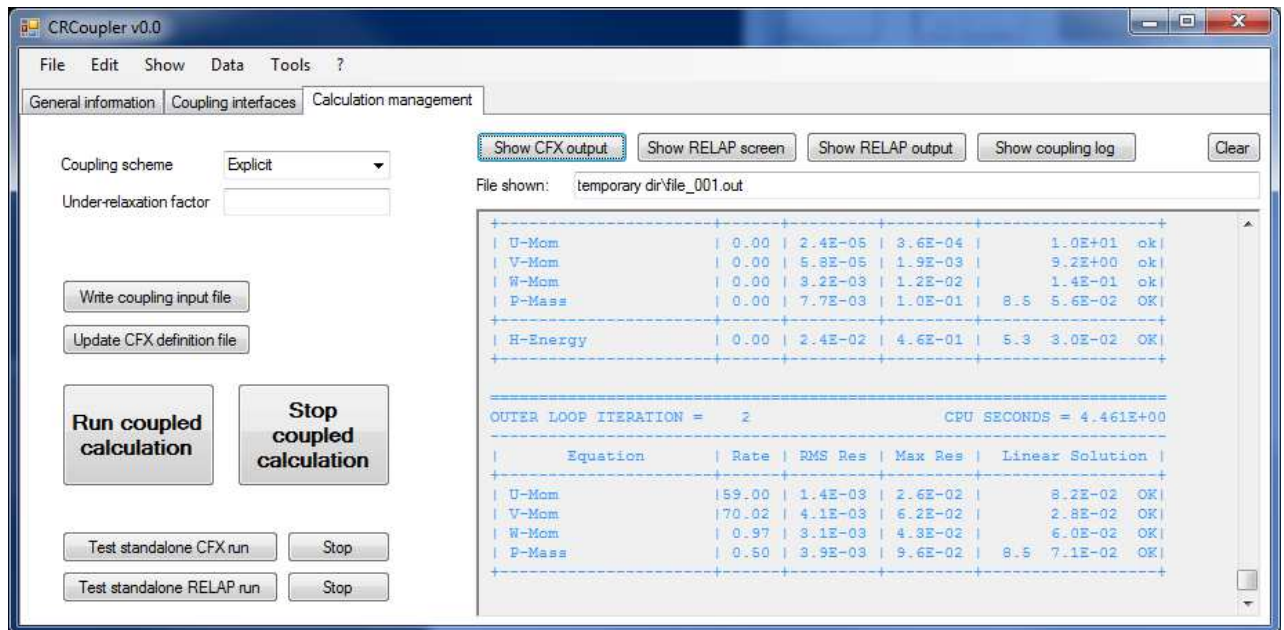 CRCoupler v0.0
File Edit Show Data Tools ?
General information Coupling interfaces Calculation management
Show CFX output Show RELAP screen Show RELAP output Show coupling log Clear
Coupling scheme Explicit
File shown: temporary dir\file_001.out
Under-relaxation factor
+----------------------+------+---------+---------+------------------+
| U-Mom | 0.00 | 2.4E-05 | 3.6E-04 | 1.0E+01 ok|
| V-Mom | 0.00 | 5.8E-05 | 1.9E-03 | 9.2E+00 ok|
| W-Mom | 0.00 | 3.2E-03 | 1.2E-02 | 1.4E-01 ok|
| P-Mass | 0.00 | 7.7E-03 | 1.0E-01 | 8.5 5.6E-02 OK|
+----------------------+------+---------+---------+------------------+
| H-Energy | 0.00 | 2.4E-02 | 4.6E-01 | 5.3 3.0E-02 OK|
+----------------------+------+---------+---------+------------------+
======================================================================
OUTER LOOP ITERATION = 2 CPU SECONDS = 4.461E+00
----------------------------------------------------------------------
| Equation | Rate | RMS Res | Max Res | Linear Solution |
+----------------------+------+---------+---------+------------------+
| U-Mom |59.00 | 1.4E-03 | 2.6E-02 | 8.2E-02 OK|
| V-Mom |70.02 | 4.1E-03 | 6.2E-02 | 2.8E-02 OK|
| W-Mom | 0.97 | 3.1E-03 | 4.3E-02 | 6.0E-02 OK|
| P-Mass | 0.50 | 3.9E-03 | 9.6E-02 | 8.5 7.1E-02 OK|
+----------------------+------+---------+---------+------------------+
Write coupling input file
Update CFX definition file
Run coupled
calculation
Stop
coupled
calculation
Test standalone CFX run Stop
Test standalone RELAP run Stop